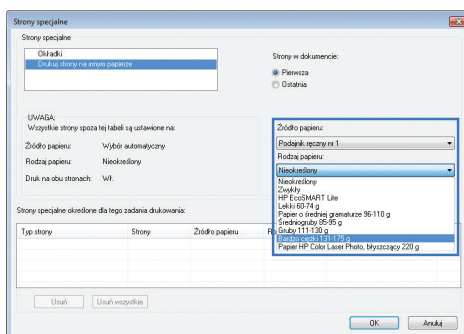 Strony specjalne
Strony specjalne
Okładki
Drukuj strony na innym papierze
Strony w dokumencie:
Pierwsza
Ostatnia
UWAGA:
Wszystkie strony spoza tej tabeli są ustawione na:
Źródło papieru: Wybór automatyczny
Rodzaj papieru: Nieokreślony
Druk na obu stronach: Wł.
Źródło papieru:
Podajnik ręczny nr 1
Rodzaj papieru:
Nieokreślony
Nieokreślony
Zwykły
HP EcoSMART Lite
Lekki 60-74 g
Papier o średniej gramaturze 96-110 g
Średniogruby 85-95 g
Gruby 111-130 g
Bardzo ciężki 131-175 g
Papier HP Color Laser Photo, błyszczący 220 g
Strony specjalne określone dla tego zadania drukowania:
Typ strony Strony Źródło papieru
Usuń Usuń wszystkie
OK Anuluj